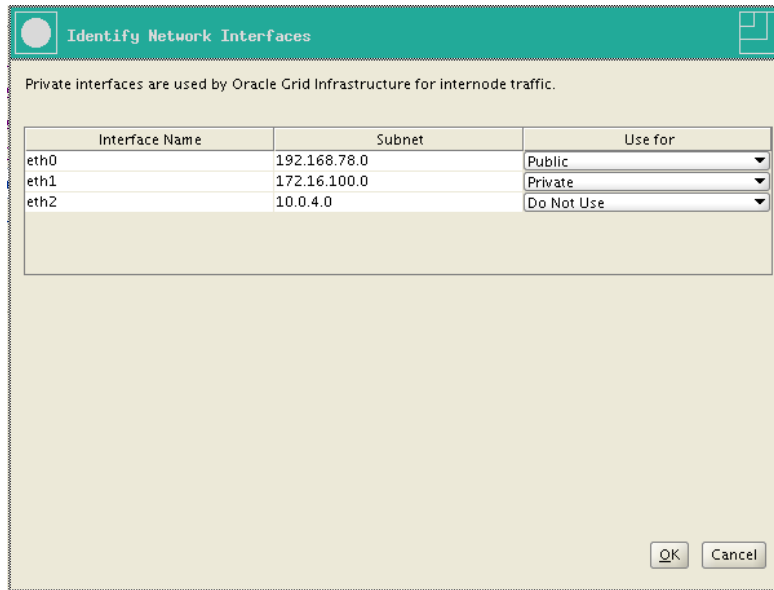 Identify Network Interfaces
Private interfaces are used by Oracle Grid Infrastructure for internode traffic.
Interface Name Subnet Use for
eth0 192.168.78.0 Public
eth1 172.16.100.0 Private
eth2 10.0.4.0 Do Not Use
OK Cancel